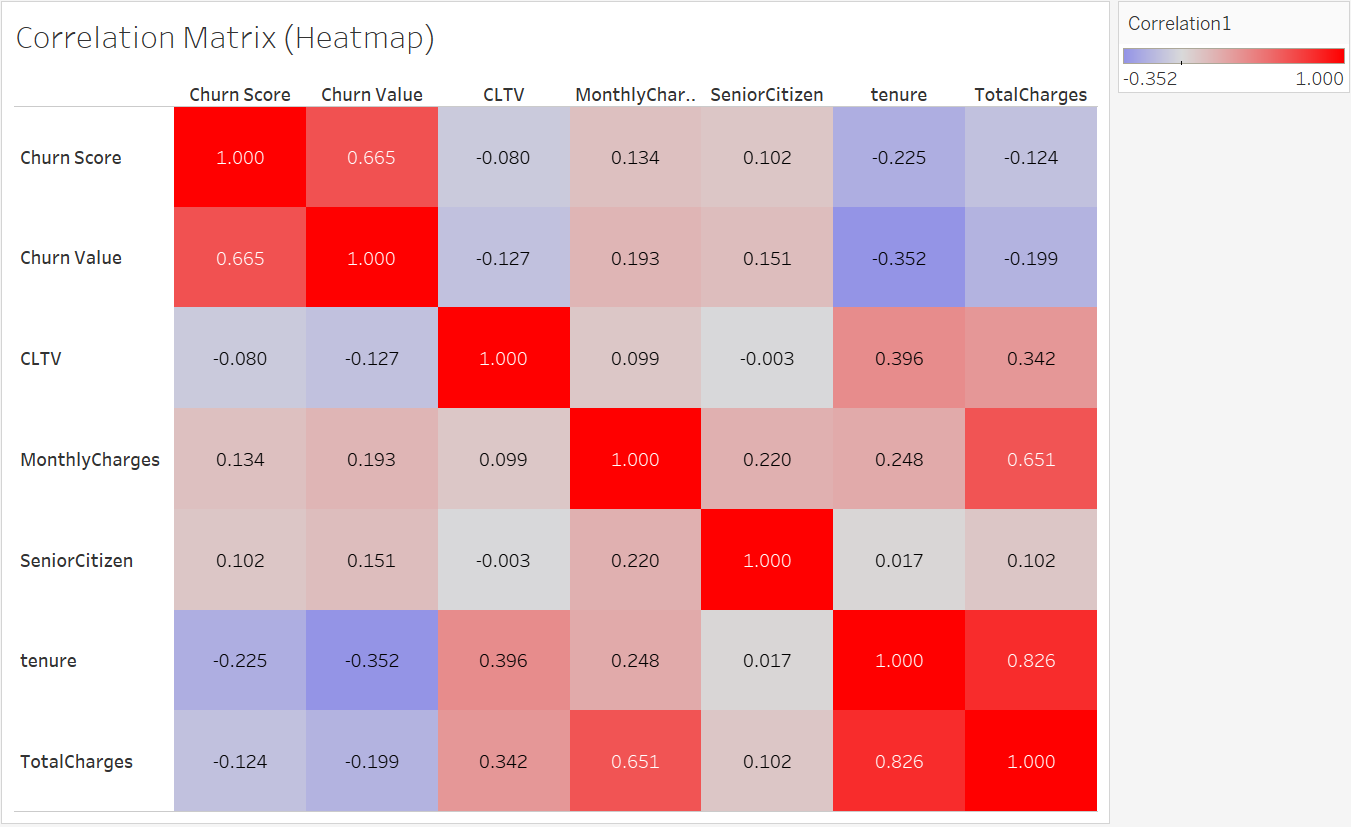 Correlation Matrix (Heatmap)
Correlation1
-0.352 1.000
Churn Score Churn Value CLTV MonthlyChar.. SeniorCitizen tenure TotalCharges
Churn Score 1.000 0.665 -0.080 0.134 0.102 -0.225 -0.124
Churn Value 0.665 1.000 -0.127 0.193 0.151 -0.352 -0.199
CLTV -0.080 -0.127 1.000 0.099 -0.003 0.396 0.342
MonthlyCharges 0.134 0.193 0.099 1.000 0.220 0.248 0.651
SeniorCitizen 0.102 0.151 -0.003 0.220 1.000 0.017 0.102
tenure -0.225 -0.352 0.396 0.248 0.017 1.000 0.826
TotalCharges -0.124 -0.199 0.342 0.651 0.102 0.826 1.000